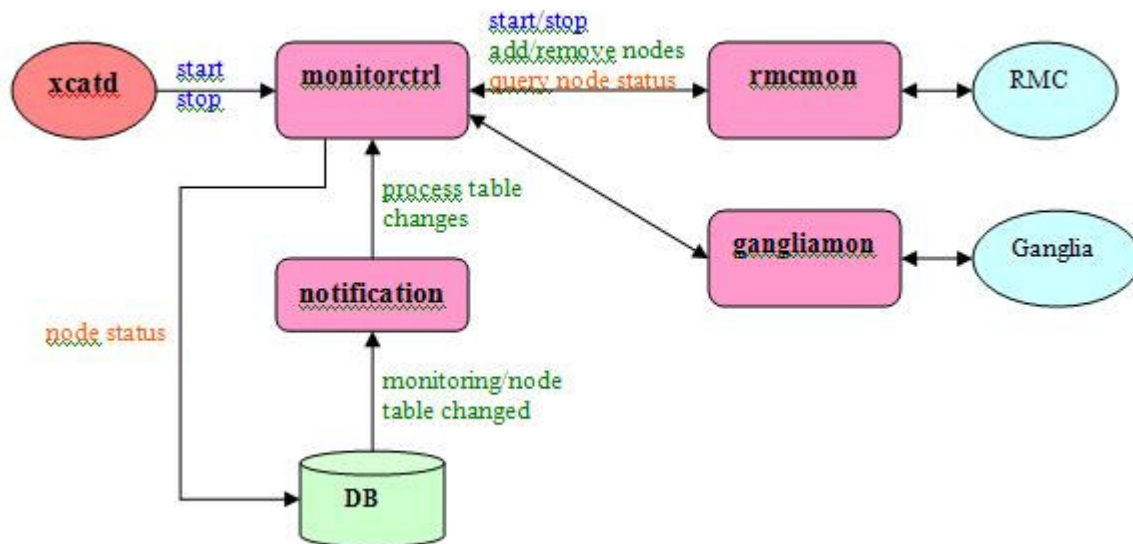 xcatd
start
stop
monitorctrl
start/stop
add/remove nodes
query node status
rmcmon
RMC
process table
changes
gangliamon
Ganglia
notification
node status
monitoring/node
table changed
DB